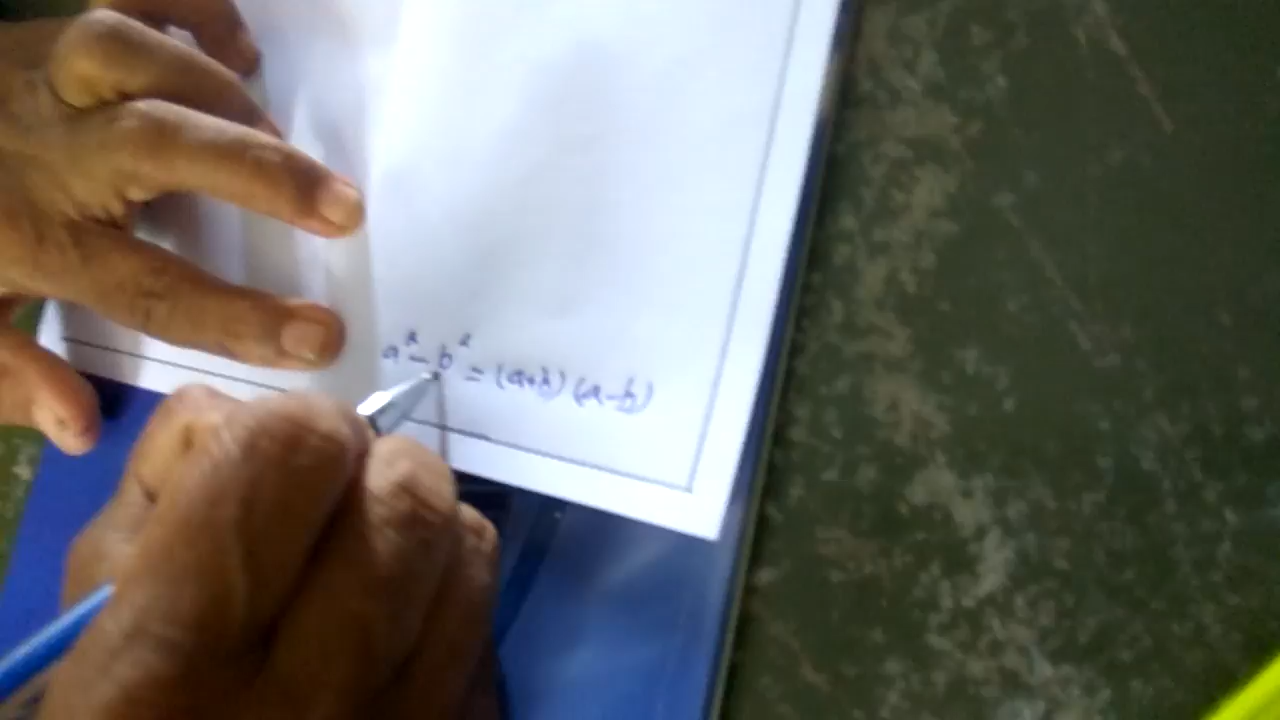 a² - b² = (a+b) (a-b)